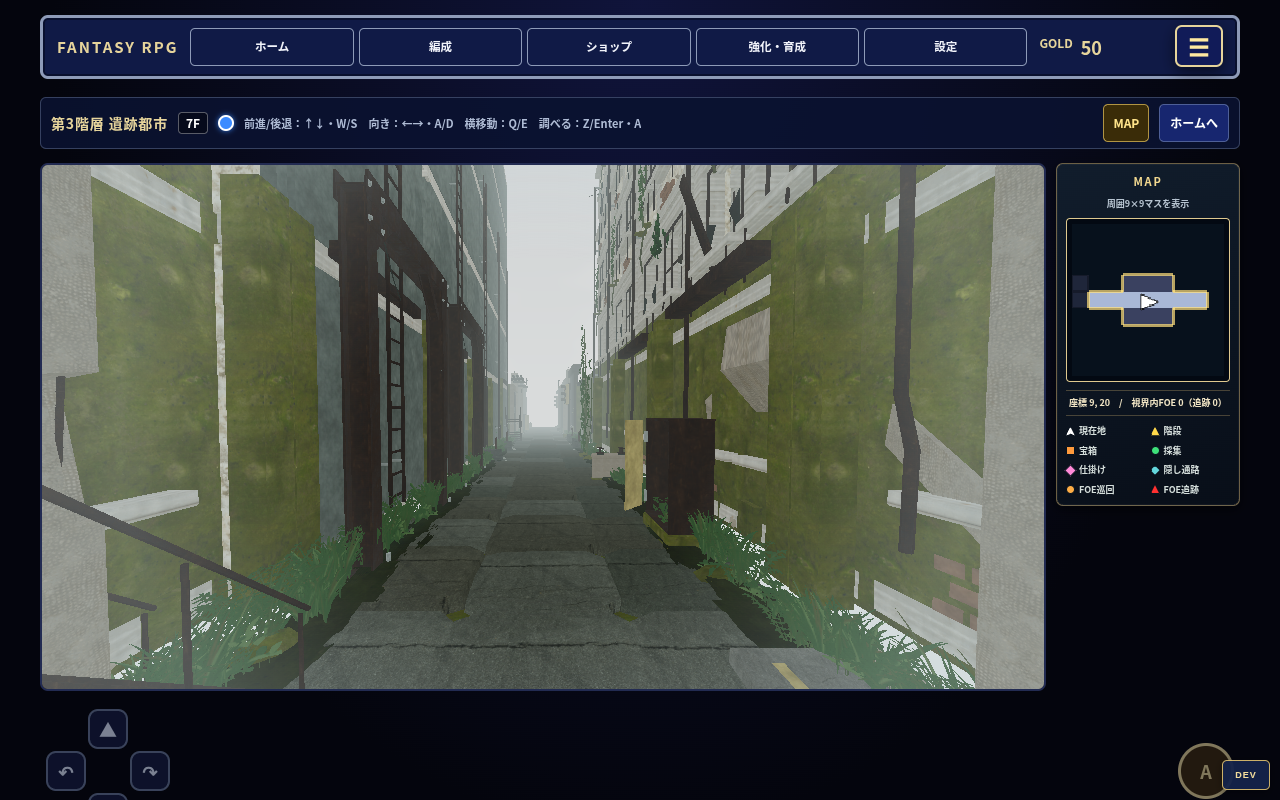 FANTASY RPG
ホーム
編成
ショップ
強化・育成
設定
GOLD 50
第3階層 遺跡都市
7F
前進/後退：↑↓・W/S 向き：←→・A/D 横移動：Q/E 調べる：Z/Enter・A
MAP
ホームへ
MAP
周囲9×9マスを表示
座標 9, 20 / 視界内FOE 0（追跡 0）
現在地
階段
宝箱
採集
仕掛け
隠し通路
FOE巡回
FOE追跡
A
DEV